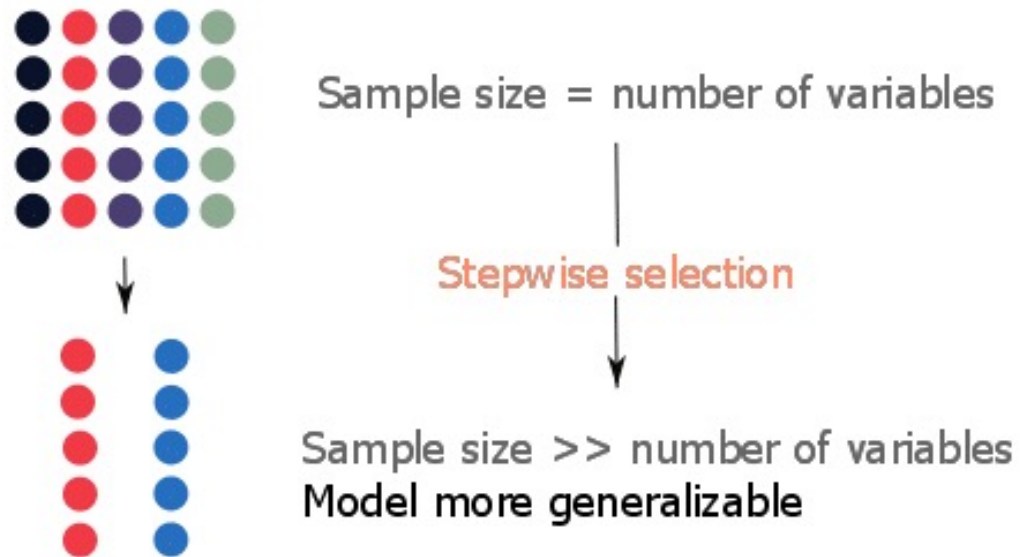 Sample size = number of variables
Stepwise selection
Sample size >> number of variables
Model more generalizable